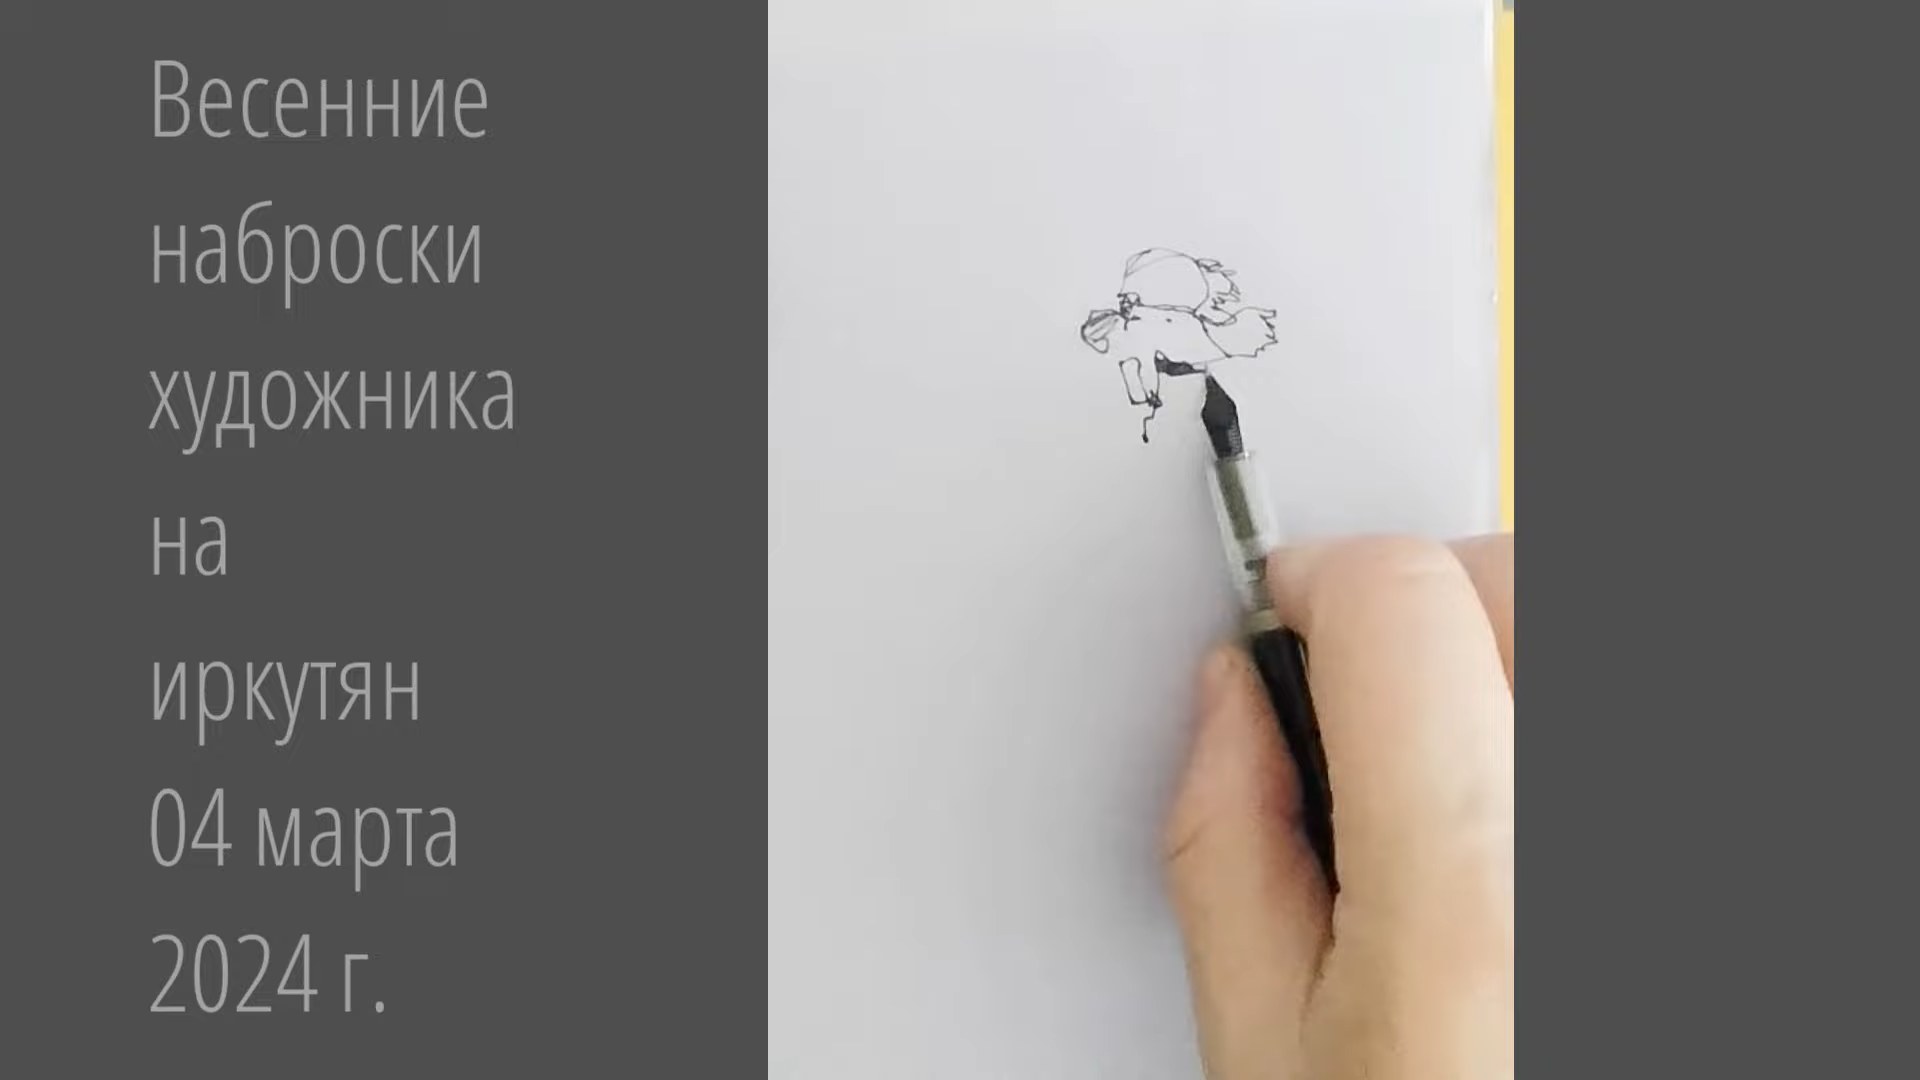 Весенние
наброски
художника
на
иркутян
04 марта
2024 г.